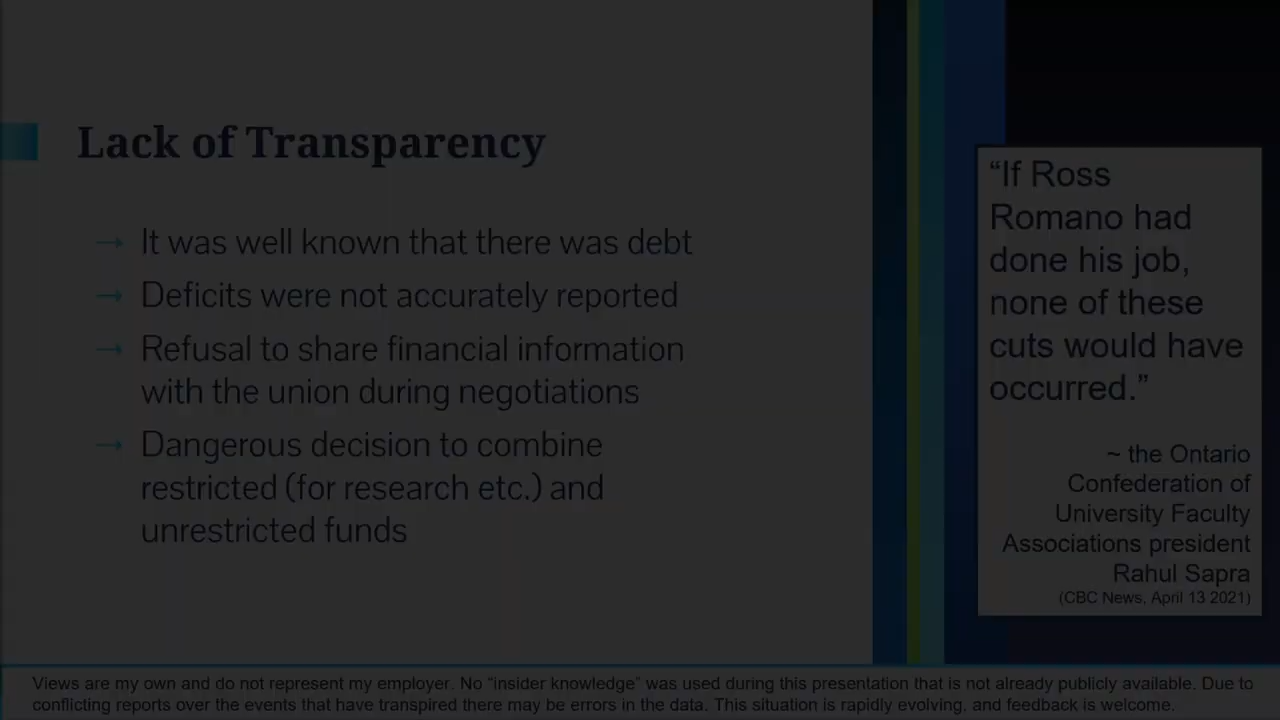 Lack of Transparency
→ It was well known that there was debt
→ Deficits were not accurately reported
→ Refusal to share financial information
with the union during negotiations
→ Dangerous decision to combine
restricted (for research etc.) and
unrestricted funds
“If Ross
Romano had
done his job,
none of these
cuts would have
occurred.”
~ the Ontario
Confederation of
University Faculty
Associations president
Rahul Sapra
(CBC News, April 13 2021)
Views are my own and do not represent my employer. No “insider knowledge” was used during this presentation that is not already publicly available. Due to
conflicting reports over the events that have transpired there may be errors in the data. This situation is rapidly evolving, and feedback is welcome.